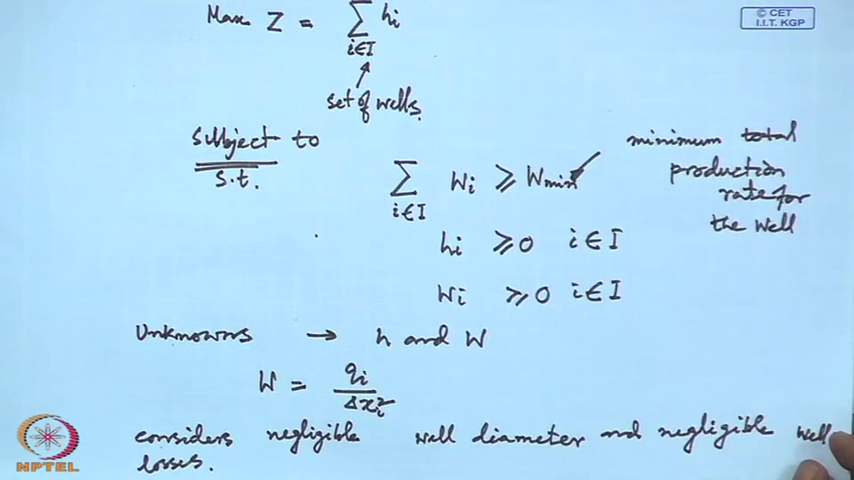 Max Z = ∑ hi
i∈I
© CET
I.I.T. KGP
set of wells.
Subject to
s.t.
∑ Wi ≥ Wmin
i∈I
minimum total
production
rate for
the well
hi ≥ 0 i∈I
Wi ≥ 0 i∈I
Unknowns → h and W
W = qi / Δxi²
considers negligible well diameter and negligible well
losses.
NPTEL